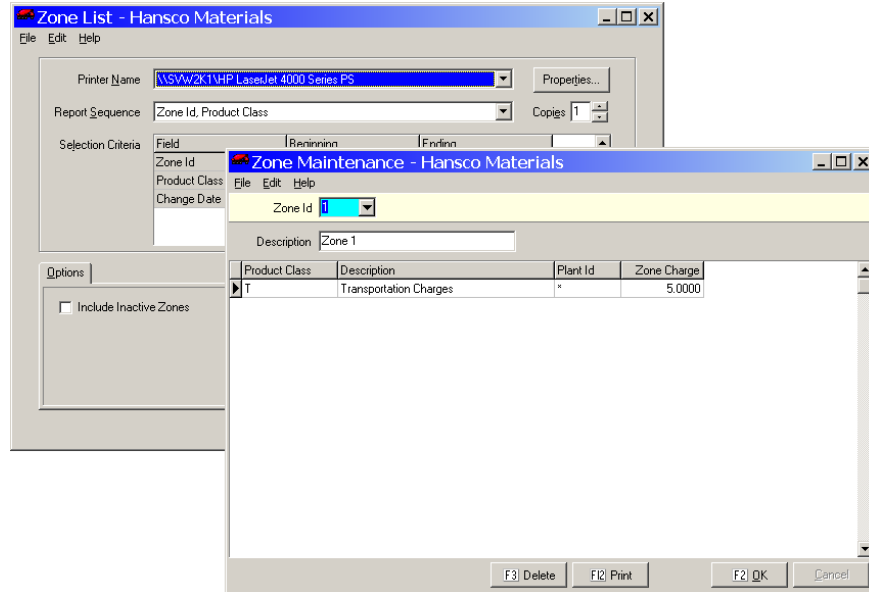 Zone List - Hansco Materials
File Edit Help
Printer Name \\SVW2K1\HP LaserJet 4000 Series PS Properties...
Report Sequence Zone Id, Product Class Copies 1
Selection Criteria Field Beginning Ending
Zone Id
Product Class
Change Date
Options
Include Inactive Zones
Zone Maintenance - Hansco Materials
File Edit Help
Zone Id 1
Description Zone 1
Product Class Description Plant Id Zone Charge
T Transportation Charges * 5.0000
F3 Delete F12 Print F2 OK Cancel